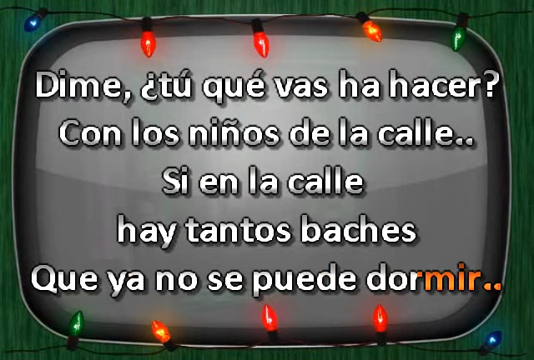 Dime, ¿tú qué vas ha hacer?
Con los niños de la calle..
Si en la calle
hay tantos baches
Que ya no se puede dormir..